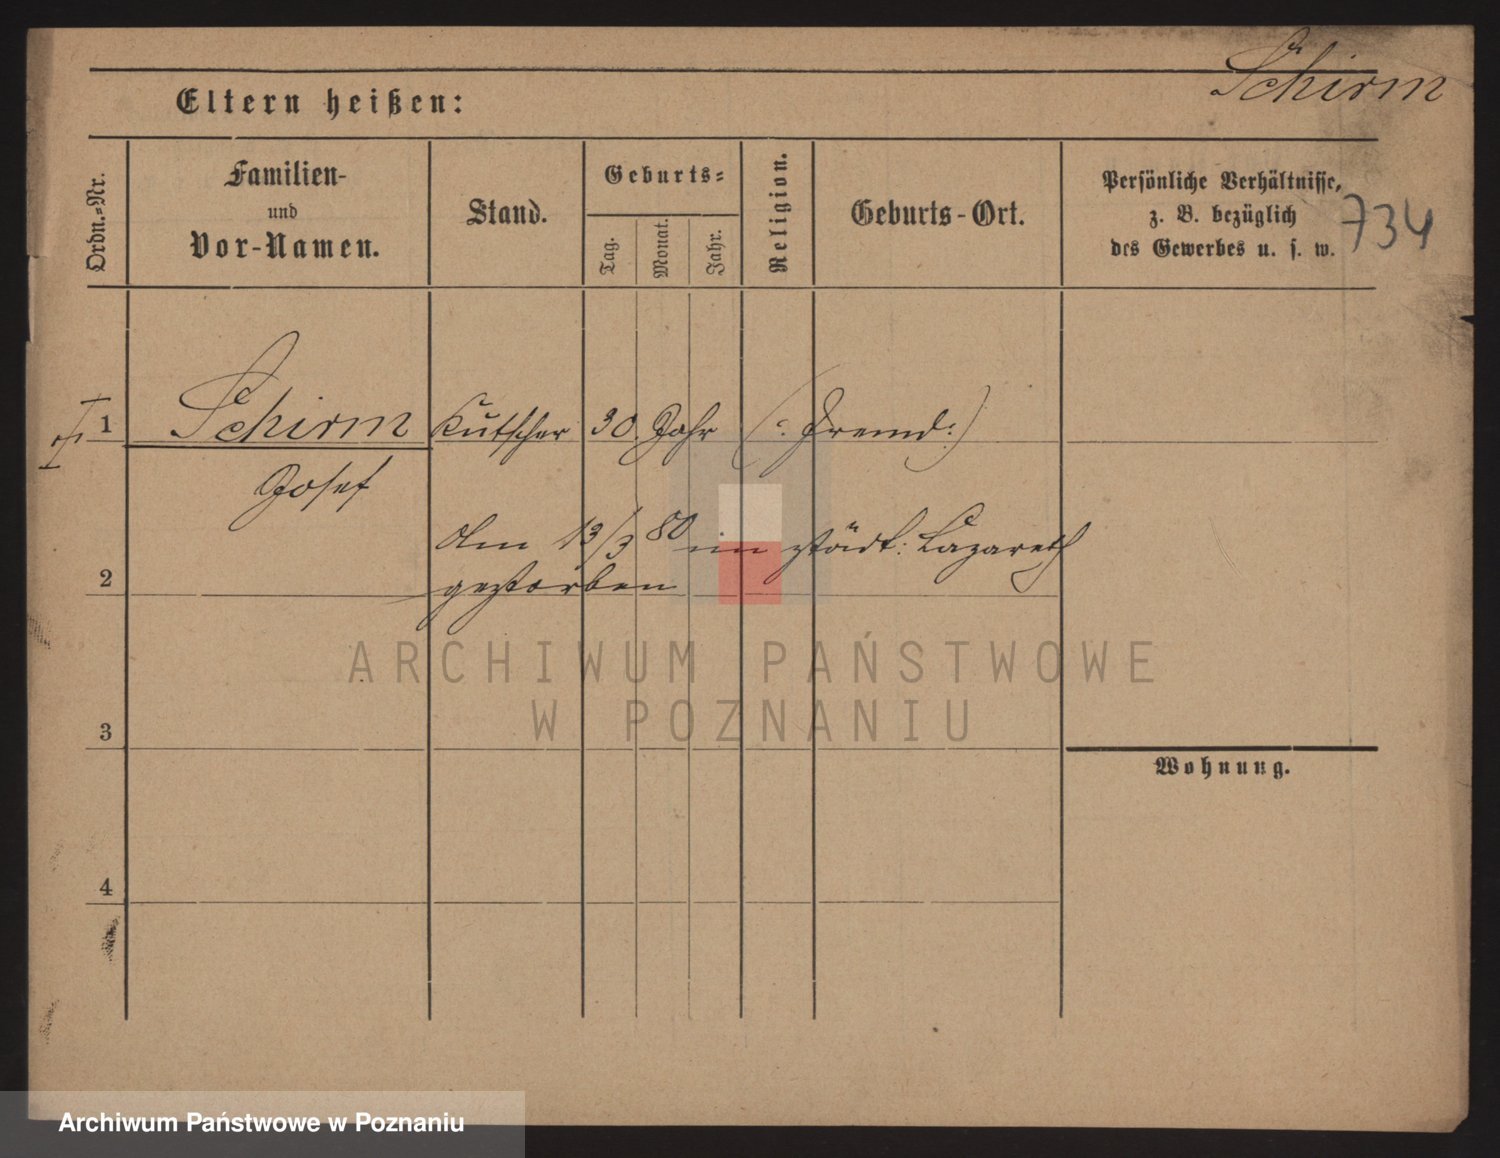 Schirm
Eltern heißen:
Ordn.-Nr.
Familien-
und
Vor-Namen.
Stand.
Geburts-
Tag.
Monat.
Jahr.
Religion.
Geburts-Ort.
Persönliche Verhältnisse,
z. B. bezüglich
des Gewerbes u. s. w.
734
1 Schirm Kutscher 30. Jahr (: fremd :)
Josef
Am 13/3 80 im städt: Lazareth
gestorben
2
3
4
Wohnung.
ARCHIWUM PAŃSTWOWE
W POZNANIU
Archiwum Państwowe w Poznaniu